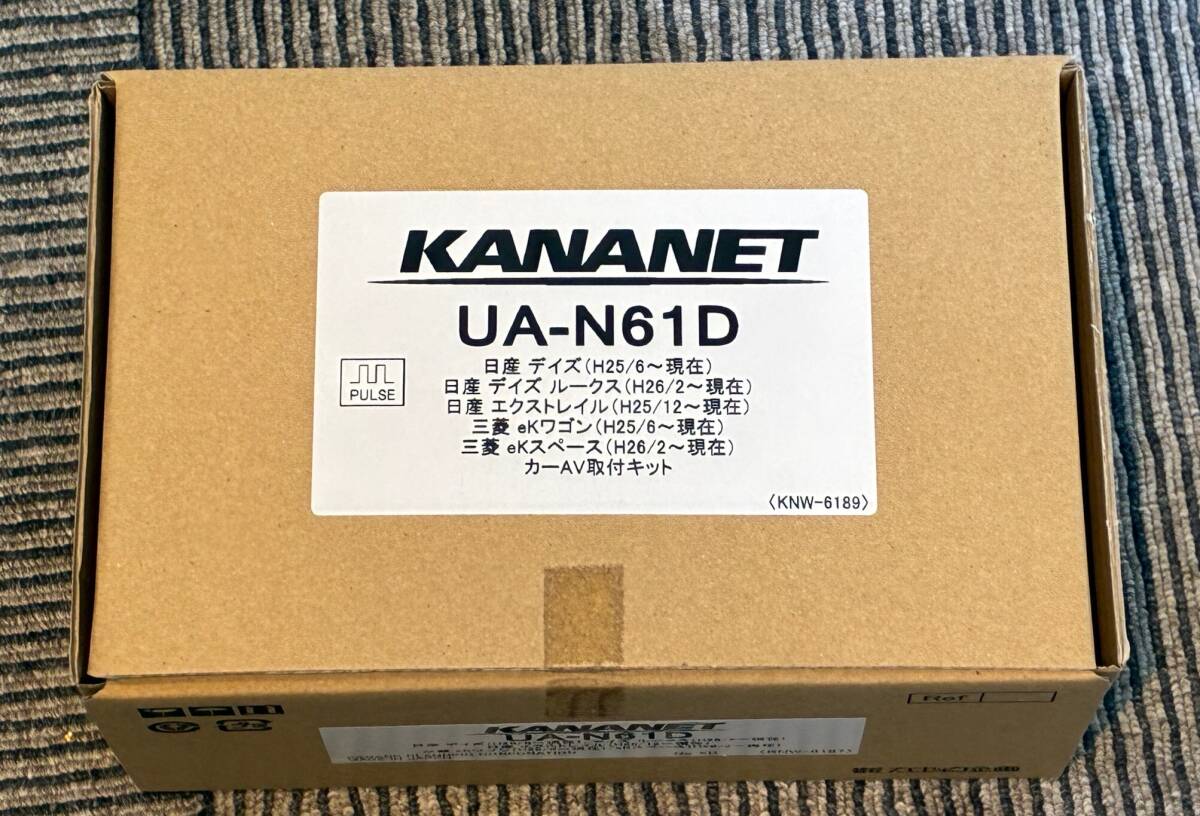 KANANET
UA-N61D
日産 デイズ(H25/6～現在)
日産 デイズ ルークス(H26/2～現在)
日産 エクストレイル(H25/12～現在)
三菱 eKワゴン(H25/6～現在)
三菱 eKスペース(H26/2～現在)
カーAV取付キット
PULSE
〈KNW-6189〉
Ref
KANANET
UA-N61D